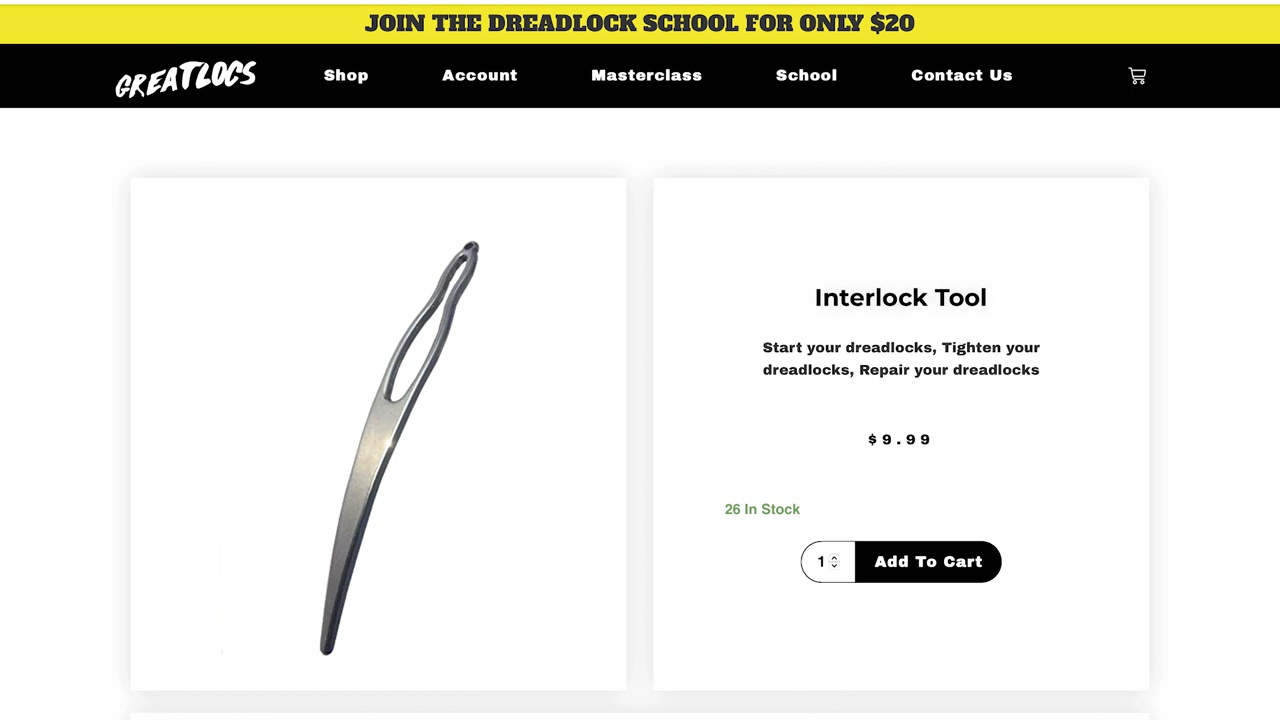 JOIN THE DREADLOCK SCHOOL FOR ONLY $20
GREATLOCS
Shop Account Masterclass School Contact Us
Interlock Tool
Start your dreadlocks, Tighten your
dreadlocks, Repair your dreadlocks
$9.99
26 In Stock
1 Add To Cart